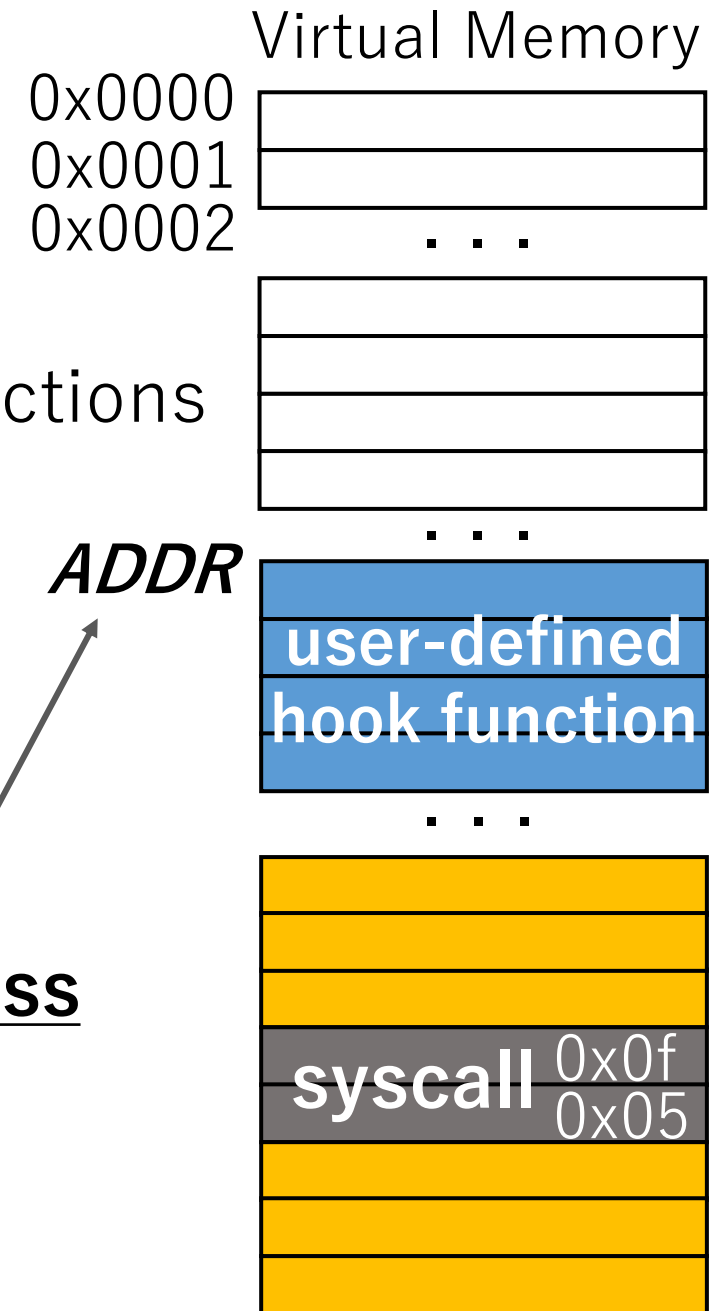 Virtual Memory
0x0000
0x0001
0x0002
. . .
ctions
. . .
ADDR
user-defined
hook function
. . .
ss
syscall 0x0f
0x05